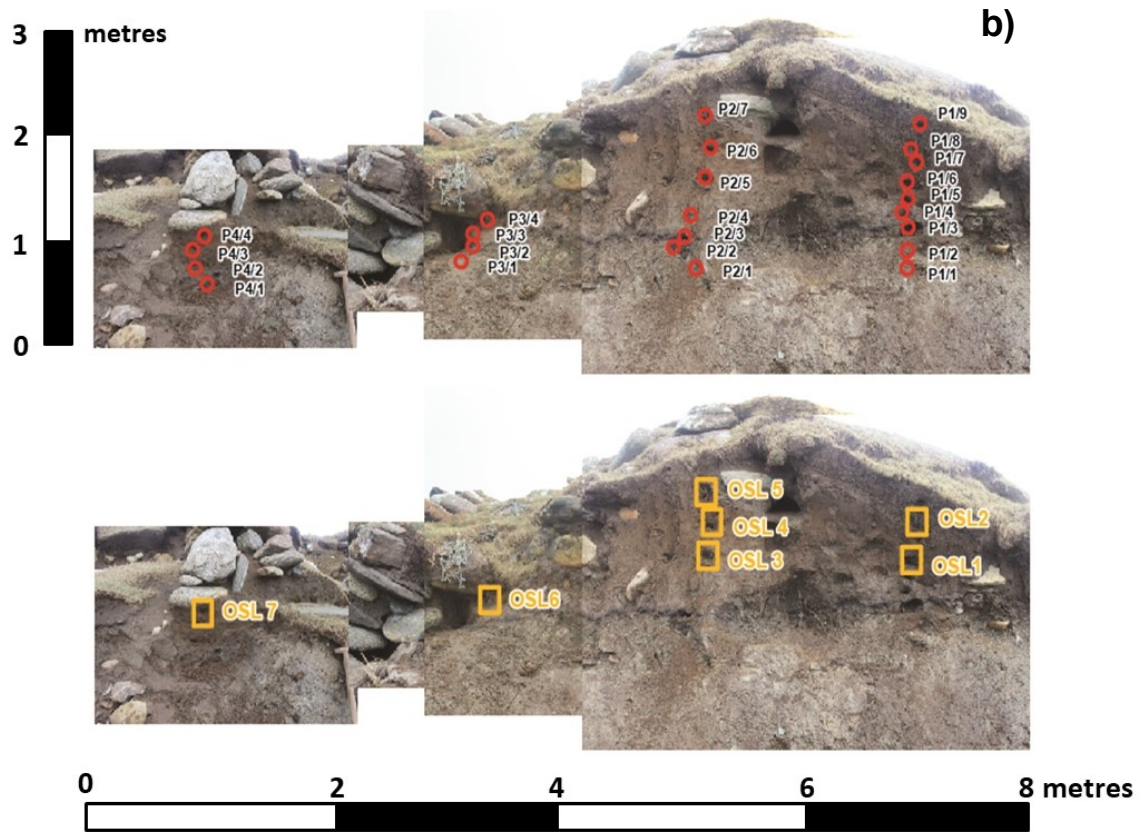 3 metres
b)
2
1
0
P2/7
P2/6
P2/5
P2/4
P2/3
P2/2
P2/1
P1/9
P1/8
P1/7
P1/6
P1/5
P1/4
P1/3
P1/2
P1/1
P3/4
P3/3
P3/2
P3/1
P4/4
P4/3
P4/2
P4/1
OSL 5
OSL 4
OSL 3
OSL2
OSL1
OSL6
OSL 7
0 2 4 6 8 metres